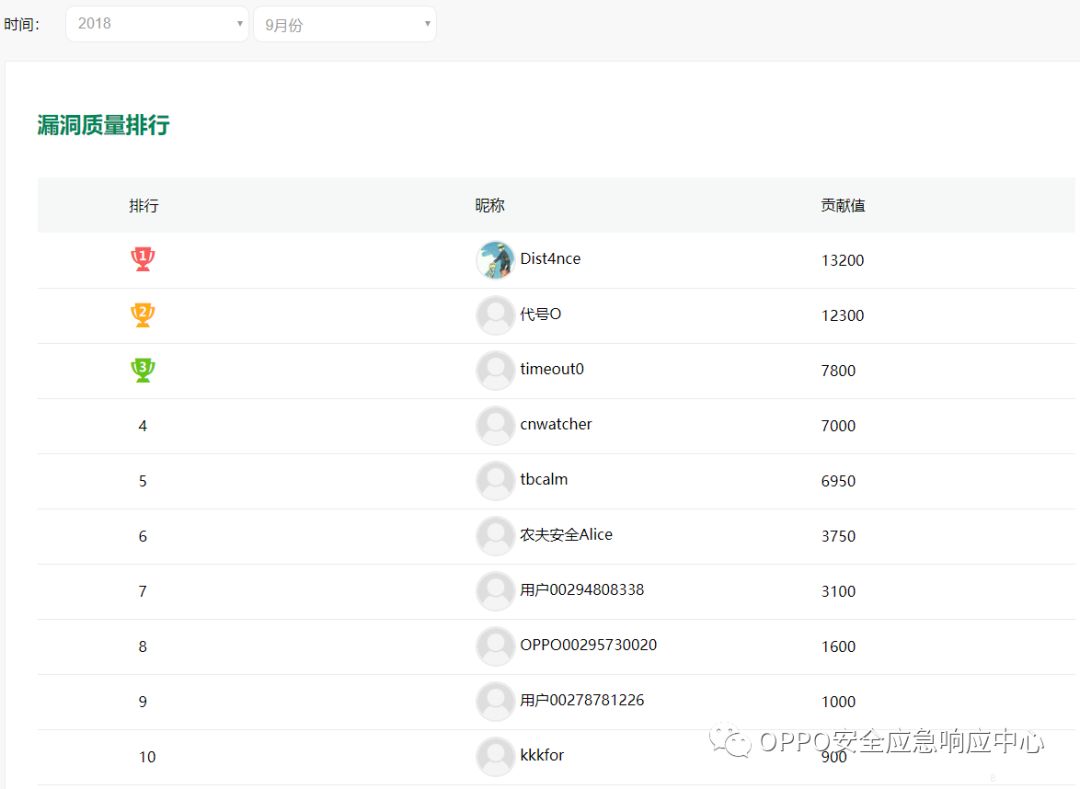 时间： 2018 9月份
漏洞质量排行
排行 昵称 贡献值
1 Dist4nce 13200
2 代号O 12300
3 timeout0 7800
4 cnwatcher 7000
5 tbcalm 6950
6 农夫安全Alice 3750
7 用户00294808338 3100
8 OPPO00295730020 1600
9 用户00278781226 1000
10 kkkfor 900
OPPO安全应急响应中心